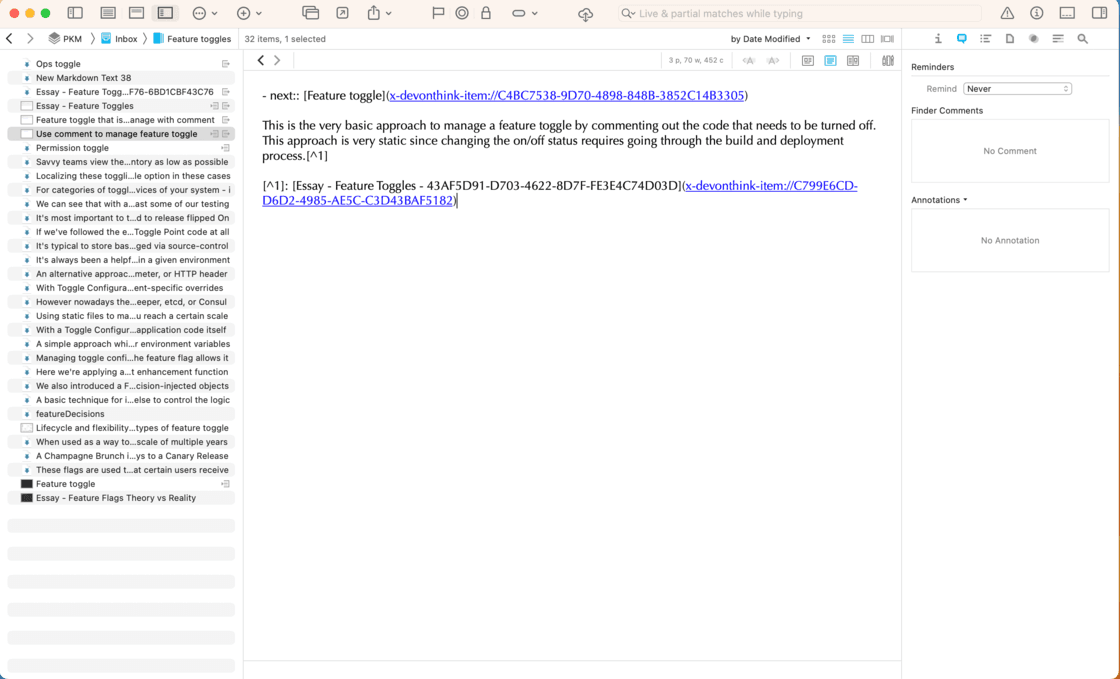 Live & partial matches while typing
PKM
Inbox
Feature toggles
32 items, 1 selected
by Date Modified
Ops toggle
New Markdown Text 38
Essay - Feature Togg...F76-6BD1CBF43C76
Essay - Feature Toggles
Feature toggle that is...anage with comment
Use comment to manage feature toggle
Permission toggle
Savvy teams view the...ntory as low as possible
Localizing these toggli...le option in these cases
For categories of toggl...vices of your system - i
We can see that with a...ast some of our testing
It's most important to t...d to release flipped On
If we've followed the e...Toggle Point code at all
It's typical to store bas...ged via source-control
It's always been a helpf...in a given environment
An alternative approac...meter, or HTTP header
With Toggle Configura...ent-specific overrides
However nowadays the...eeper, etcd, or Consul
Using static files to ma...u reach a certain scale
With a Toggle Configur...application code itself
A simple approach whi...r environment variables
Managing toggle confi...he feature flag allows it
Here we're applying a...t enhancement function
We also introduced a F...cision-injected objects
A basic technique for i...else to control the logic
featureDecisions
Lifecycle and flexibility...types of feature toggle
When used as a way to...scale of multiple years
A Champagne Brunch i...ys to a Canary Release
These flags are used t...at certain users receive
Feature toggle
Essay - Feature Flags Theory vs Reality
3 p, 70 w, 452 c
- next:: [Feature toggle](x-devonthink-item://C4BC7538-9D70-4898-848B-3852C14B3305)
This is the very basic approach to manage a feature toggle by commenting out the code that needs to be turned off.
This approach is very static since changing the on/off status requires going through the build and deployment
process.[^1]
[^1]: [Essay - Feature Toggles - 43AF5D91-D703-4622-8D7F-FE3E4C74D03D](x-devonthink-item://C799E6CD-
D6D2-4985-AE5C-C3D43BAF5182)
Reminders
Remind
Never
Finder Comments
No Comment
Annotations
No Annotation